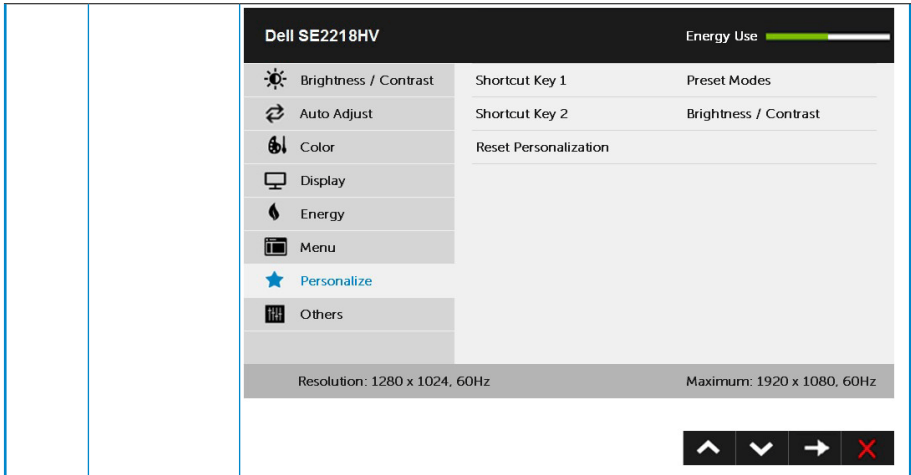 Dell SE2218HV Energy Use
Brightness / Contrast Shortcut Key 1 Preset Modes
Auto Adjust Shortcut Key 2 Brightness / Contrast
Color Reset Personalization
Display
Energy
Menu
Personalize
Others
Resolution: 1280 x 1024, 60Hz Maximum: 1920 x 1080, 60Hz